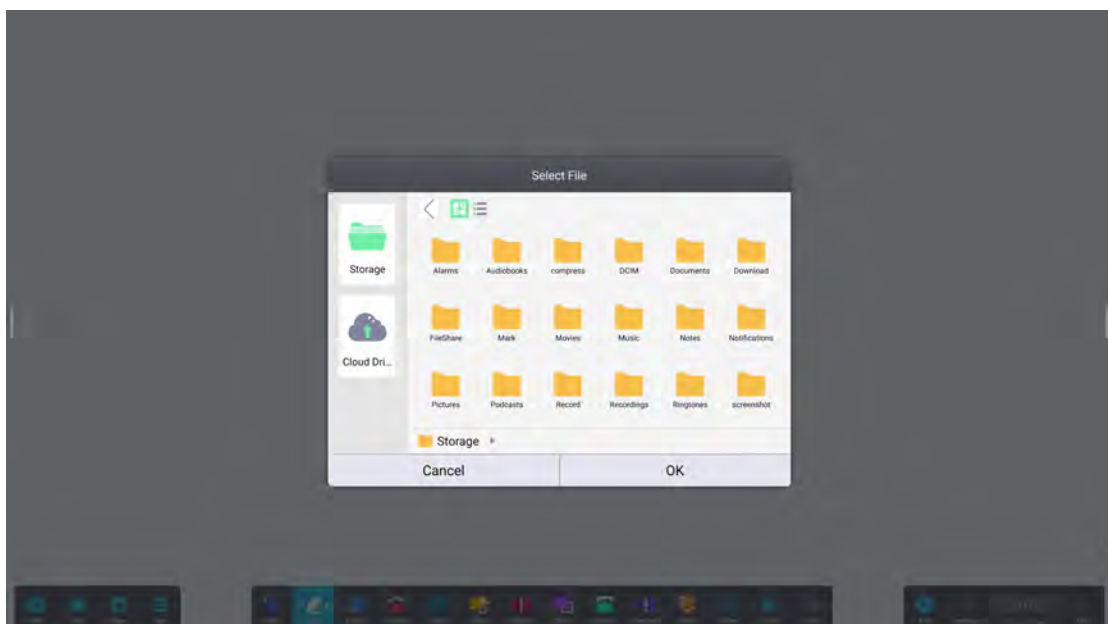 Select File
Storage
Cloud Dri...
Alarms Audiobooks compress DCIM Documents Download
FileShare Mark Movies Music Notes Notifications
Pictures Podcasts Record Recordings Ringtones screenshot
Storage
Cancel OK